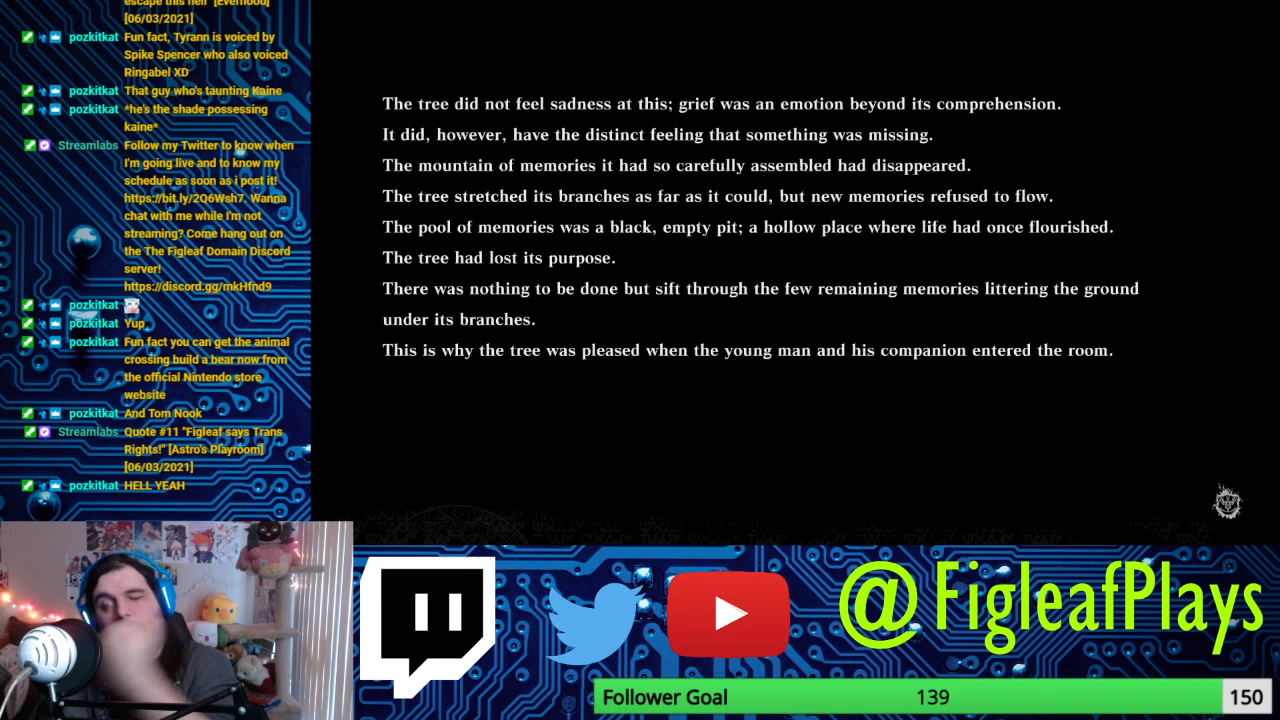 escape this hell" [Everhood]
[06/03/2021]
pozkitkat Fun fact, Tyrann is voiced by
Spike Spencer who also voiced
Ringabel XD
pozkitkat That guy who's taunting Kaine
pozkitkat *he's the shade possessing
kaine*
Streamlabs Follow my Twitter to know when
I'm going live and to know my
schedule as soon as i post it!
https://bit.ly/2Q6Wsh7. Wanna
chat with me while I'm not
streaming? Come hang out on
the The Figleaf Domain Discord
server!
https://discord.gg/mkHfnd9
pozkitkat
pozkitkat Yup
pozkitkat Fun fact you can get the animal
crossing build a bear now from
the official Nintendo store
website
pozkitkat And Tom Nook
Streamlabs Quote #11 "Figleaf says Trans
Rights!" [Astro's Playroom]
[06/03/2021]
pozkitkat HELL YEAH
The tree did not feel sadness at this; grief was an emotion beyond its comprehension.
It did, however, have the distinct feeling that something was missing.
The mountain of memories it had so carefully assembled had disappeared.
The tree stretched its branches as far as it could, but new memories refused to flow.
The pool of memories was a black, empty pit; a hollow place where life had once flourished.
The tree had lost its purpose.
There was nothing to be done but sift through the few remaining memories littering the ground
under its branches.
This is why the tree was pleased when the young man and his companion entered the room.
@FigleafPlays
Follower Goal 139 150